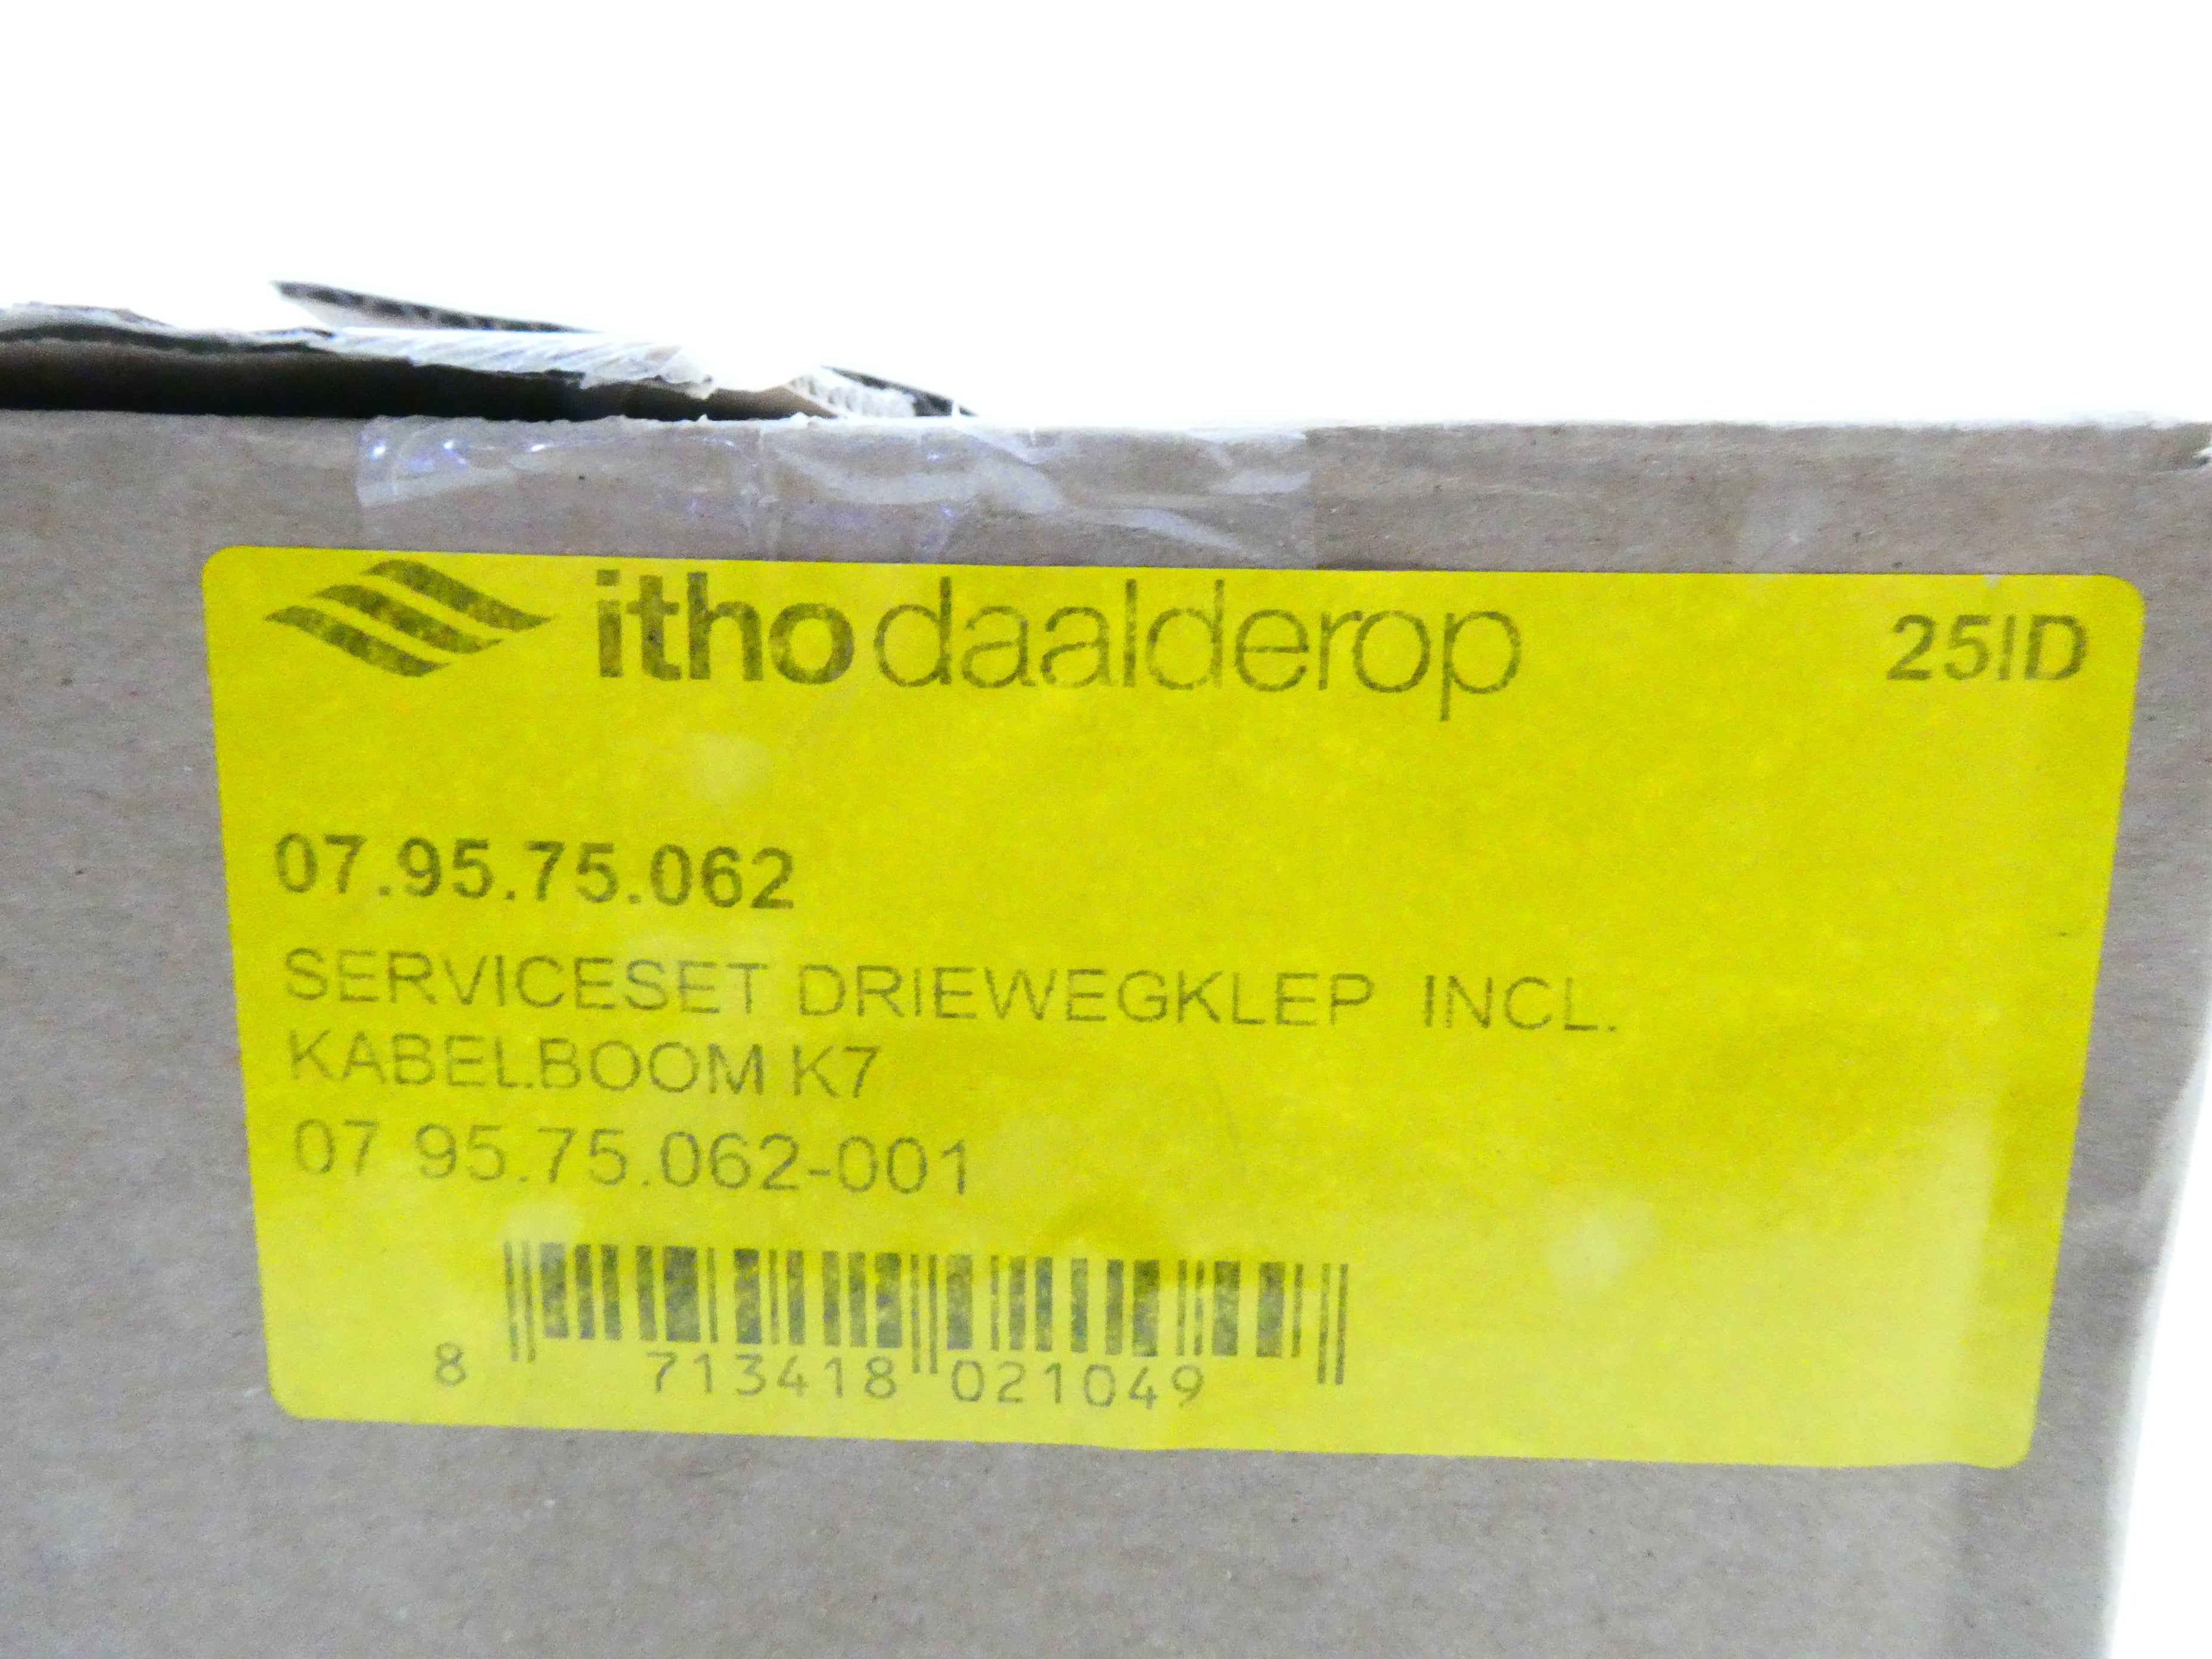 itho daalderop 25ID
07.95.75.062
SERVICESET DRIEWEGKLEP INCL.
KABELBOOM K7
07 95.75.062-001
8 713418 021049